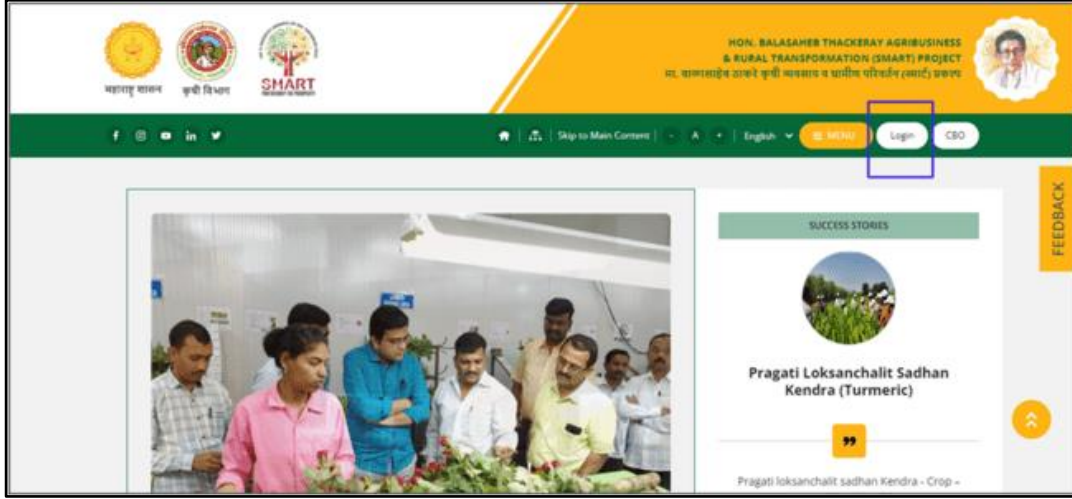 महाराष्ट्र शासन
कृषी विभाग
SMART
HON. BALASAHEB THACKERAY AGRIBUSINESS
& RURAL TRANSFORMATION (SMART) PROJECT
मा. बाळासाहेब ठाकरे कृषी व्यवसाय व ग्रामीण परिवर्तन (स्मार्ट) प्रकल्प
Skip to Main Content | - A + | English MENU Login CBO
FEEDBACK
SUCCESS STORIES
Pragati Loksanchalit Sadhan
Kendra (Turmeric)
Pragati loksanchalit sadhan Kendra - Crop –